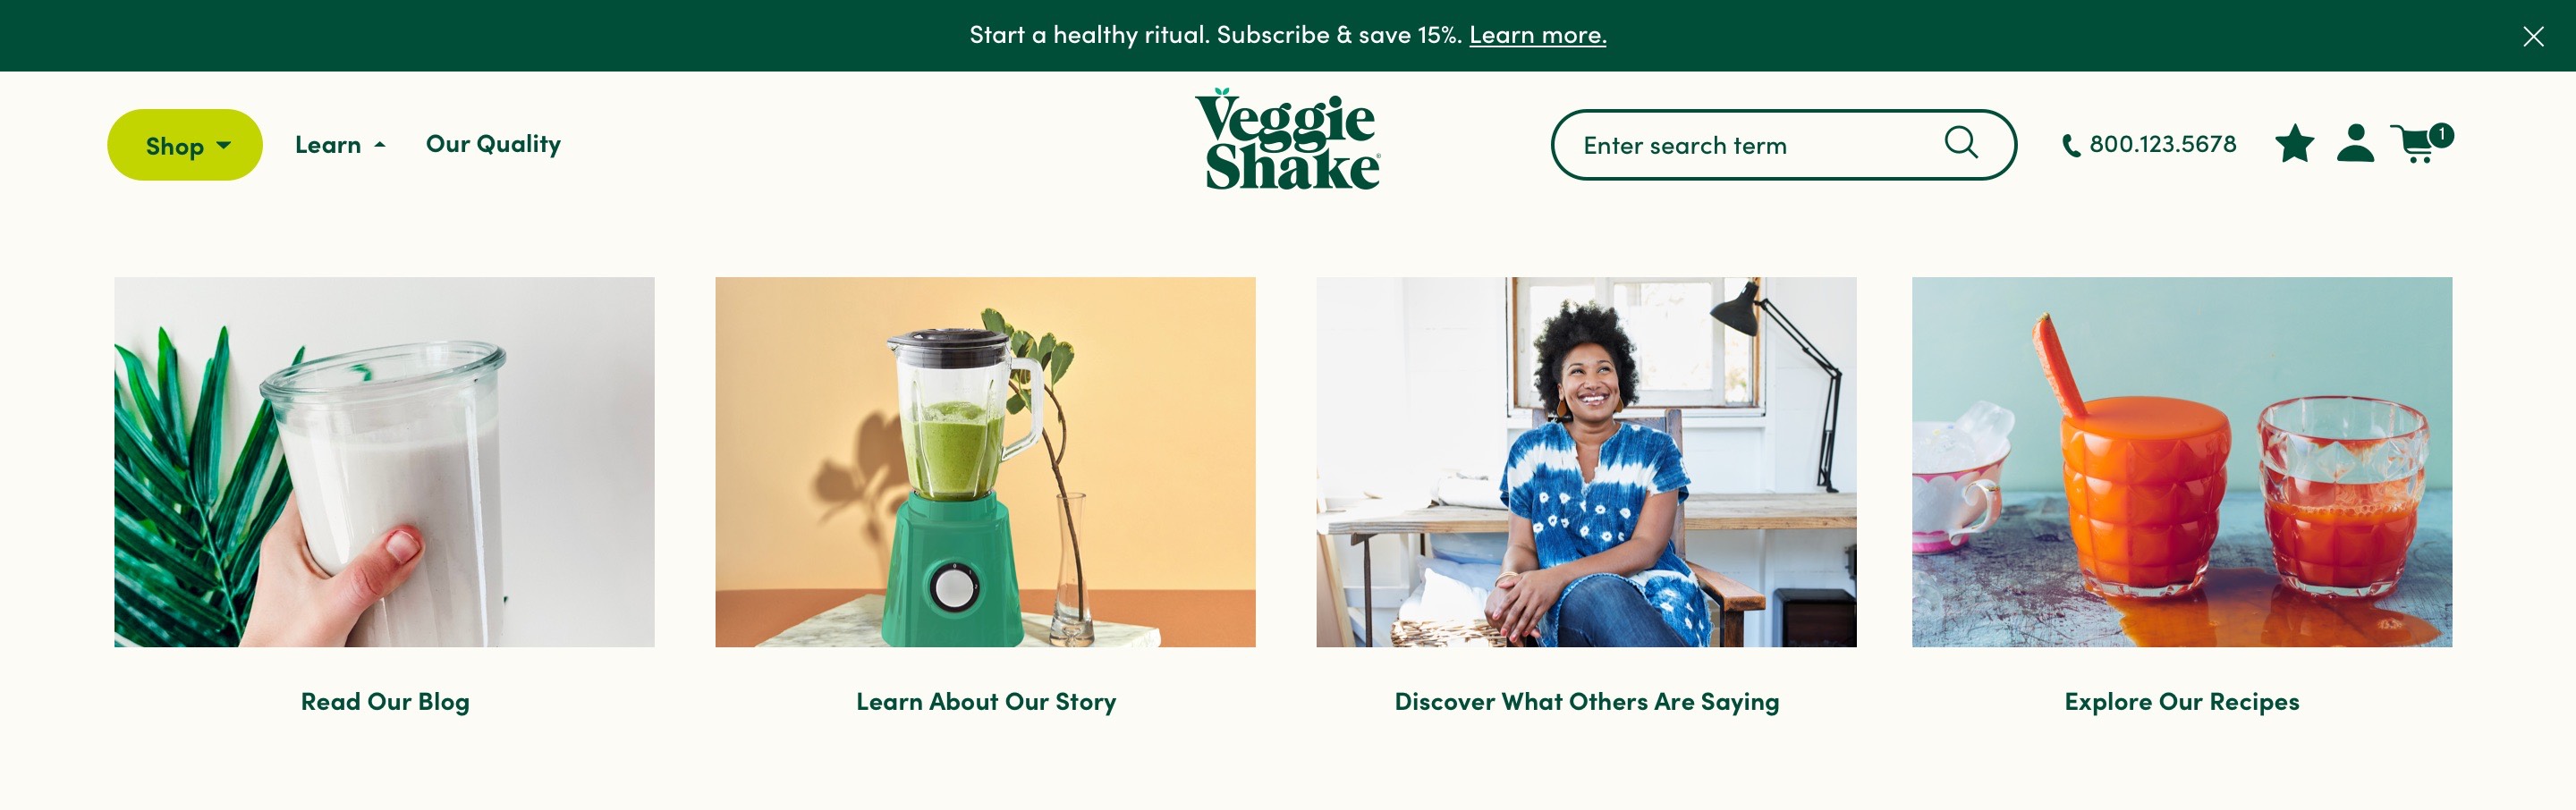 Start a healthy ritual. Subscribe & save 15%. Learn more.
Shop
Learn
Our Quality
Veggie
Shake®
Enter search term
800.123.5678
1
Read Our Blog
Learn About Our Story
Discover What Others Are Saying
Explore Our Recipes